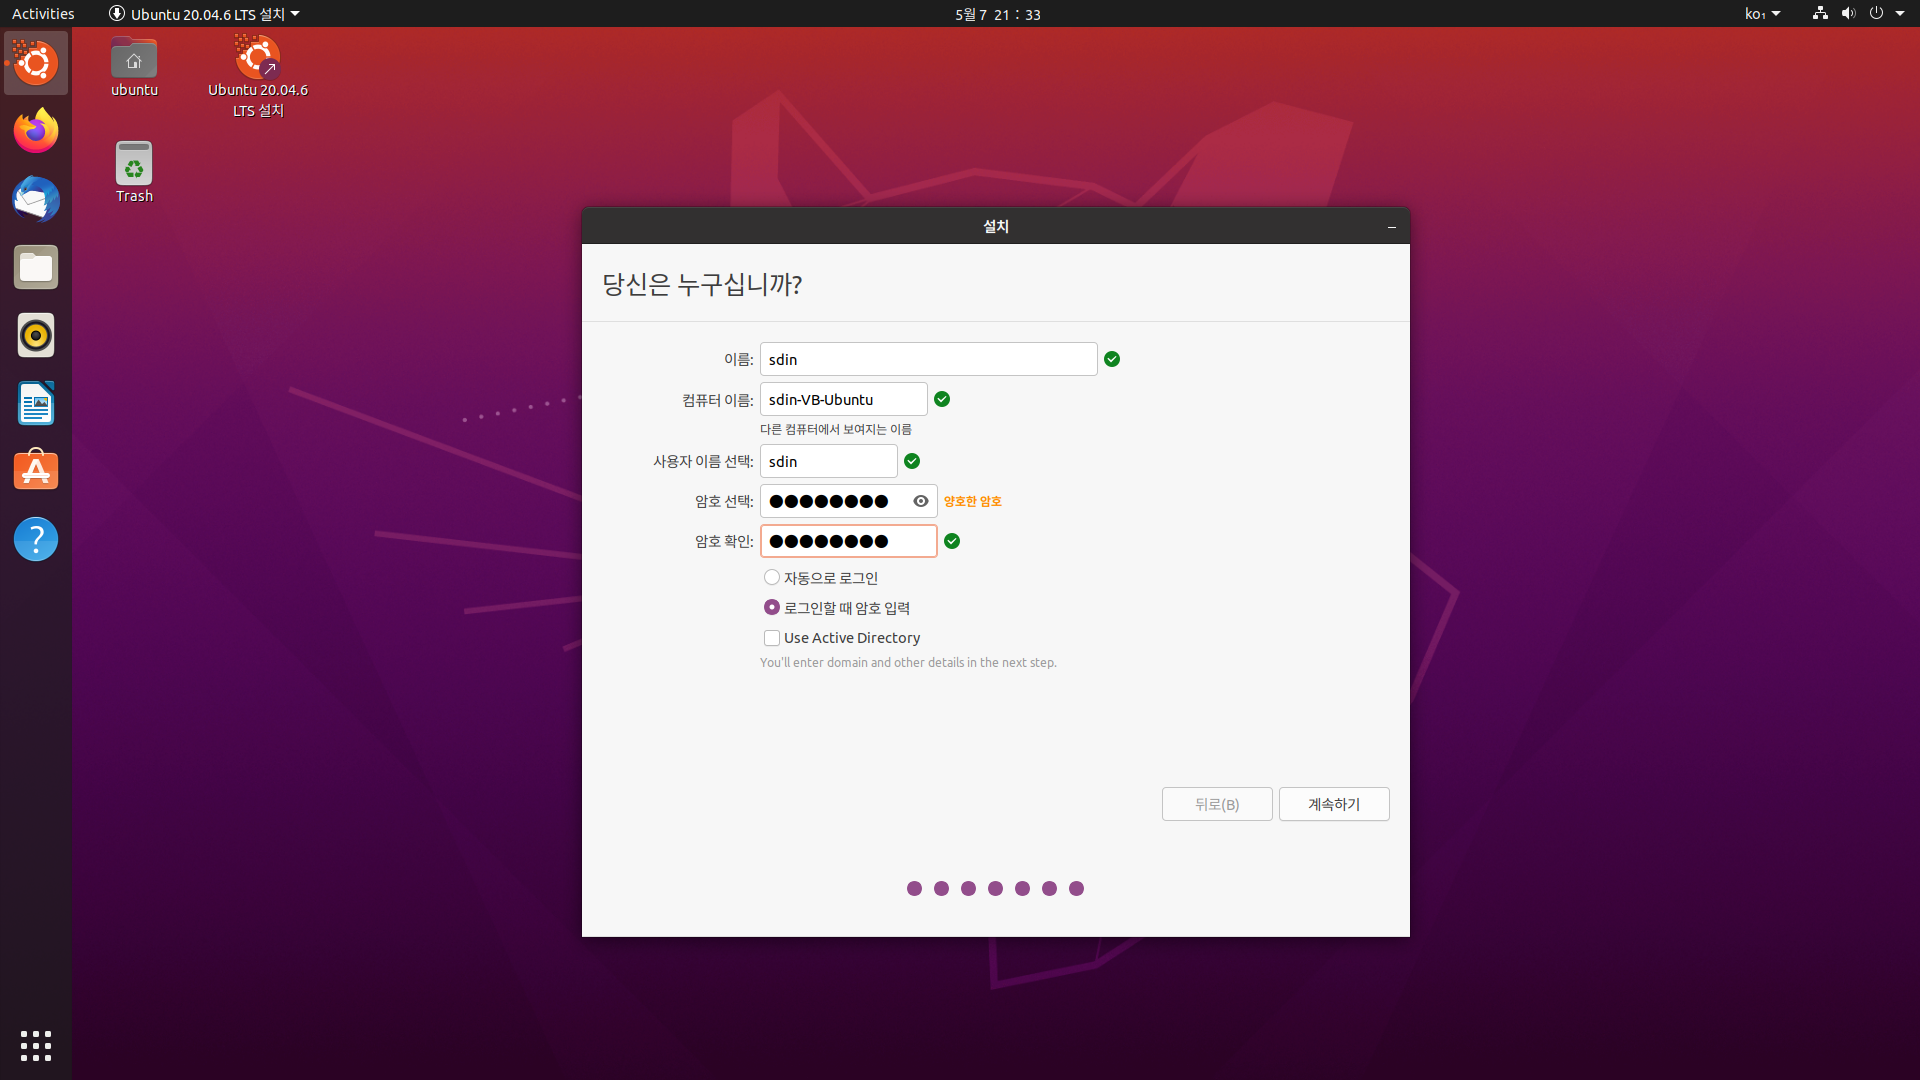 Activities
Ubuntu 20.04.6 LTS 설치
5월 7 21 : 33
ko₁
ubuntu
Ubuntu 20.04.6
LTS 설치
Trash
설치
당신은 누구십니까?
이름: sdin
컴퓨터 이름: sdin-VB-Ubuntu
다른 컴퓨터에서 보여지는 이름
사용자 이름 선택: sdin
암호 선택: ●●●●●●●● 양호한 암호
암호 확인: ●●●●●●●●
자동으로 로그인
로그인할 때 암호 입력
Use Active Directory
You'll enter domain and other details in the next step.
뒤로(B) 계속하기